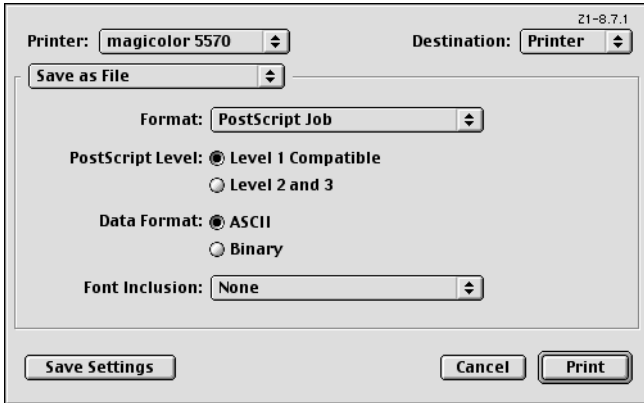 Z1-8.7.1
Printer: magicolor 5570 Destination: Printer
Save as File
Format: PostScript Job
PostScript Level: Level 1 Compatible
Level 2 and 3
Data Format: ASCII
Binary
Font Inclusion: None
Save Settings Cancel Print